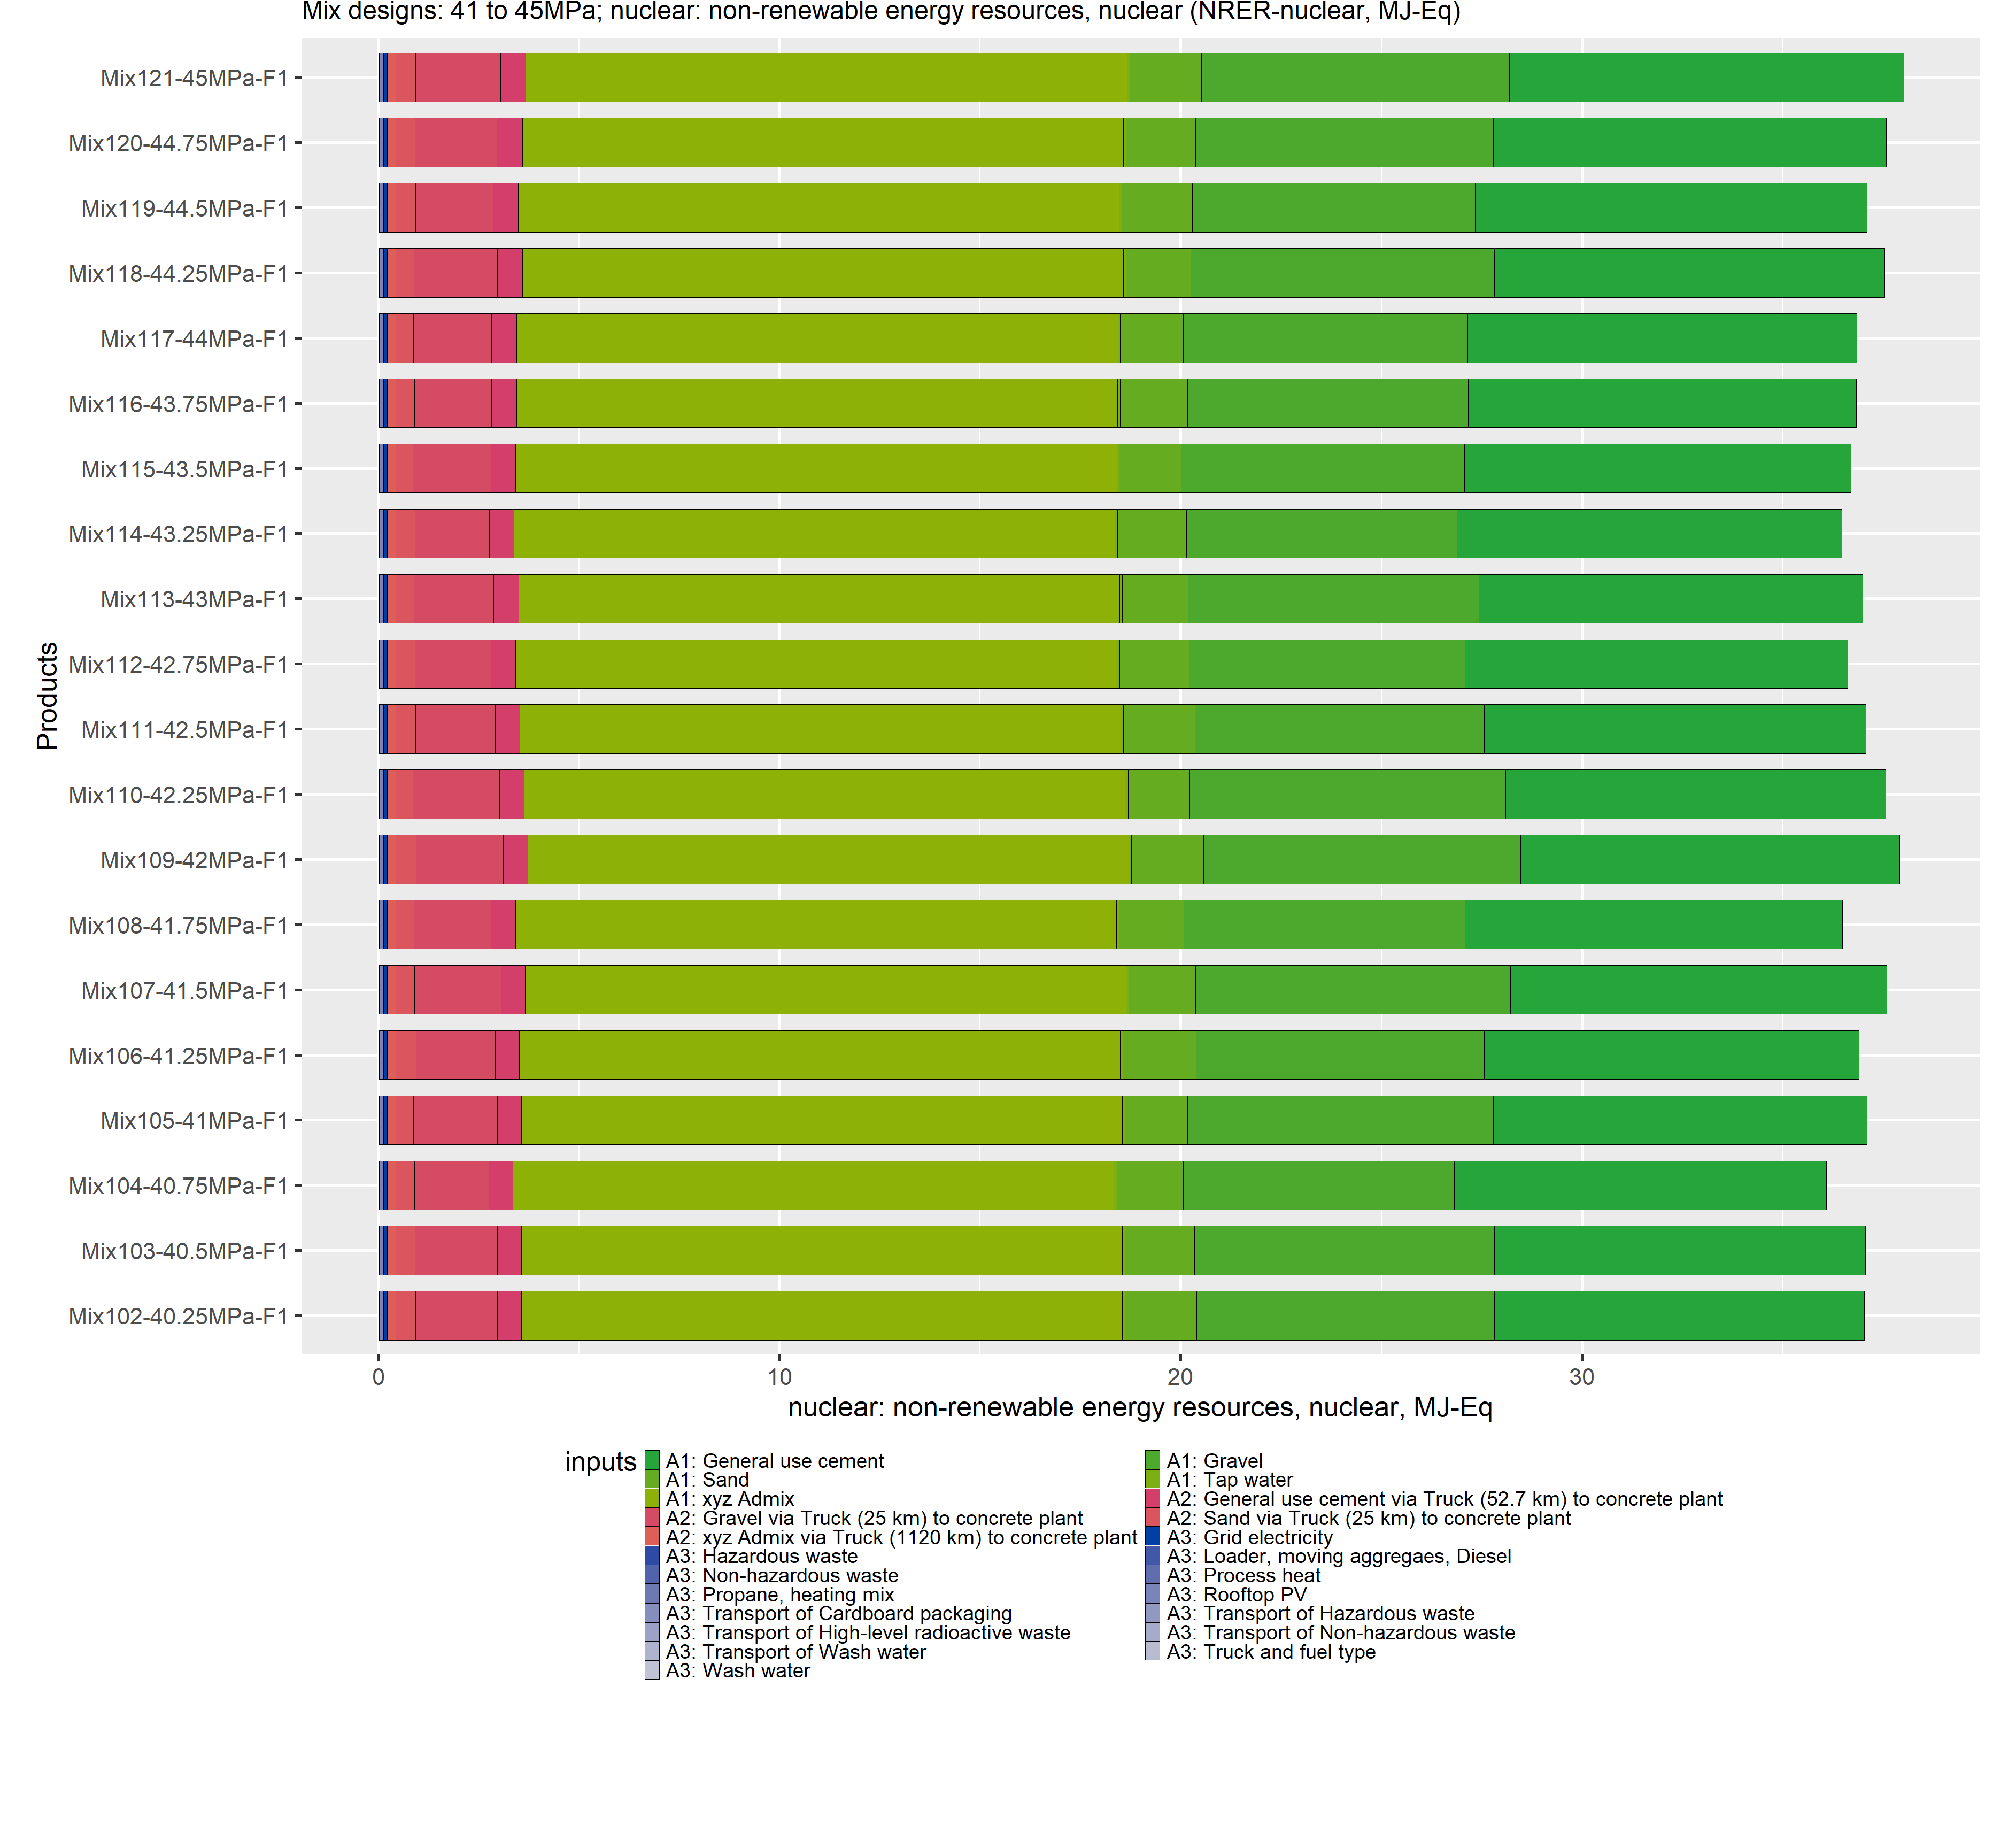 Mix designs: 41 to 45MPa; nuclear: non-renewable energy resources, nuclear (NRER-nuclear, MJ-Eq)
Products
Mix121-45MPa-F1
Mix120-44.75MPa-F1
Mix119-44.5MPa-F1
Mix118-44.25MPa-F1
Mix117-44MPa-F1
Mix116-43.75MPa-F1
Mix115-43.5MPa-F1
Mix114-43.25MPa-F1
Mix113-43MPa-F1
Mix112-42.75MPa-F1
Mix111-42.5MPa-F1
Mix110-42.25MPa-F1
Mix109-42MPa-F1
Mix108-41.75MPa-F1
Mix107-41.5MPa-F1
Mix106-41.25MPa-F1
Mix105-41MPa-F1
Mix104-40.75MPa-F1
Mix103-40.5MPa-F1
Mix102-40.25MPa-F1
0 10 20 30
nuclear: non-renewable energy resources, nuclear, MJ-Eq
inputs
A1: General use cement A1: Gravel
A1: Sand A1: Tap water
A1: xyz Admix A2: General use cement via Truck (52.7 km) to concrete plant
A2: Gravel via Truck (25 km) to concrete plant A2: Sand via Truck (25 km) to concrete plant
A2: xyz Admix via Truck (1120 km) to concrete plant A3: Grid electricity
A3: Hazardous waste A3: Loader, moving aggregaes, Diesel
A3: Non-hazardous waste A3: Process heat
A3: Propane, heating mix A3: Rooftop PV
A3: Transport of Cardboard packaging A3: Transport of Hazardous waste
A3: Transport of High-level radioactive waste A3: Transport of Non-hazardous waste
A3: Transport of Wash water A3: Truck and fuel type
A3: Wash water